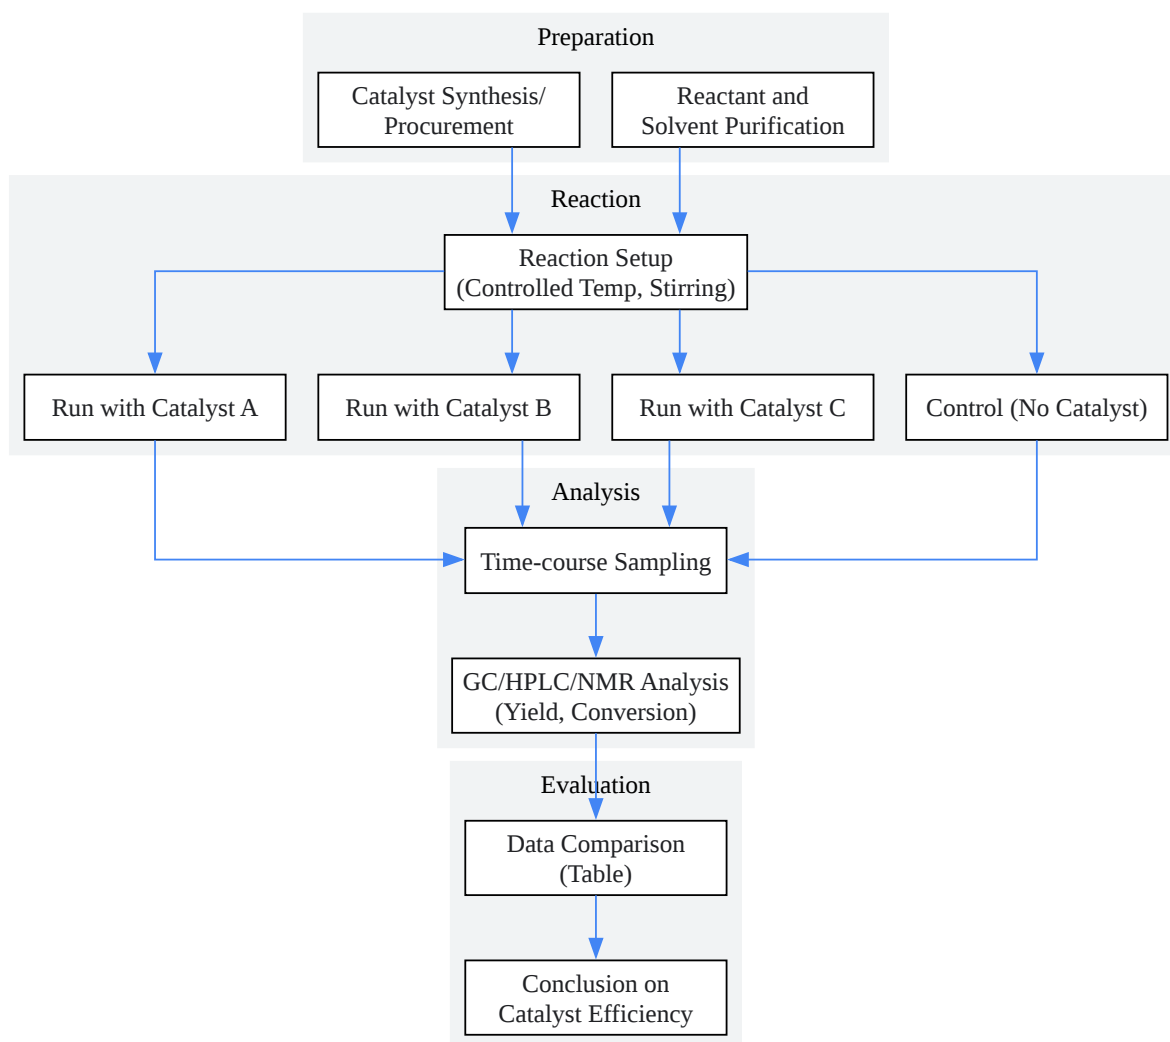 Preparation
Catalyst Synthesis/
Procurement
Reactant and
Solvent Purification
Reaction
Reaction Setup
(Controlled Temp, Stirring)
Run with Catalyst A
Run with Catalyst B
Run with Catalyst C
Control (No Catalyst)
Analysis
Time-course Sampling
GC/HPLC/NMR Analysis
(Yield, Conversion)
Evaluation
Data Comparison
(Table)
Conclusion on
Catalyst Efficiency